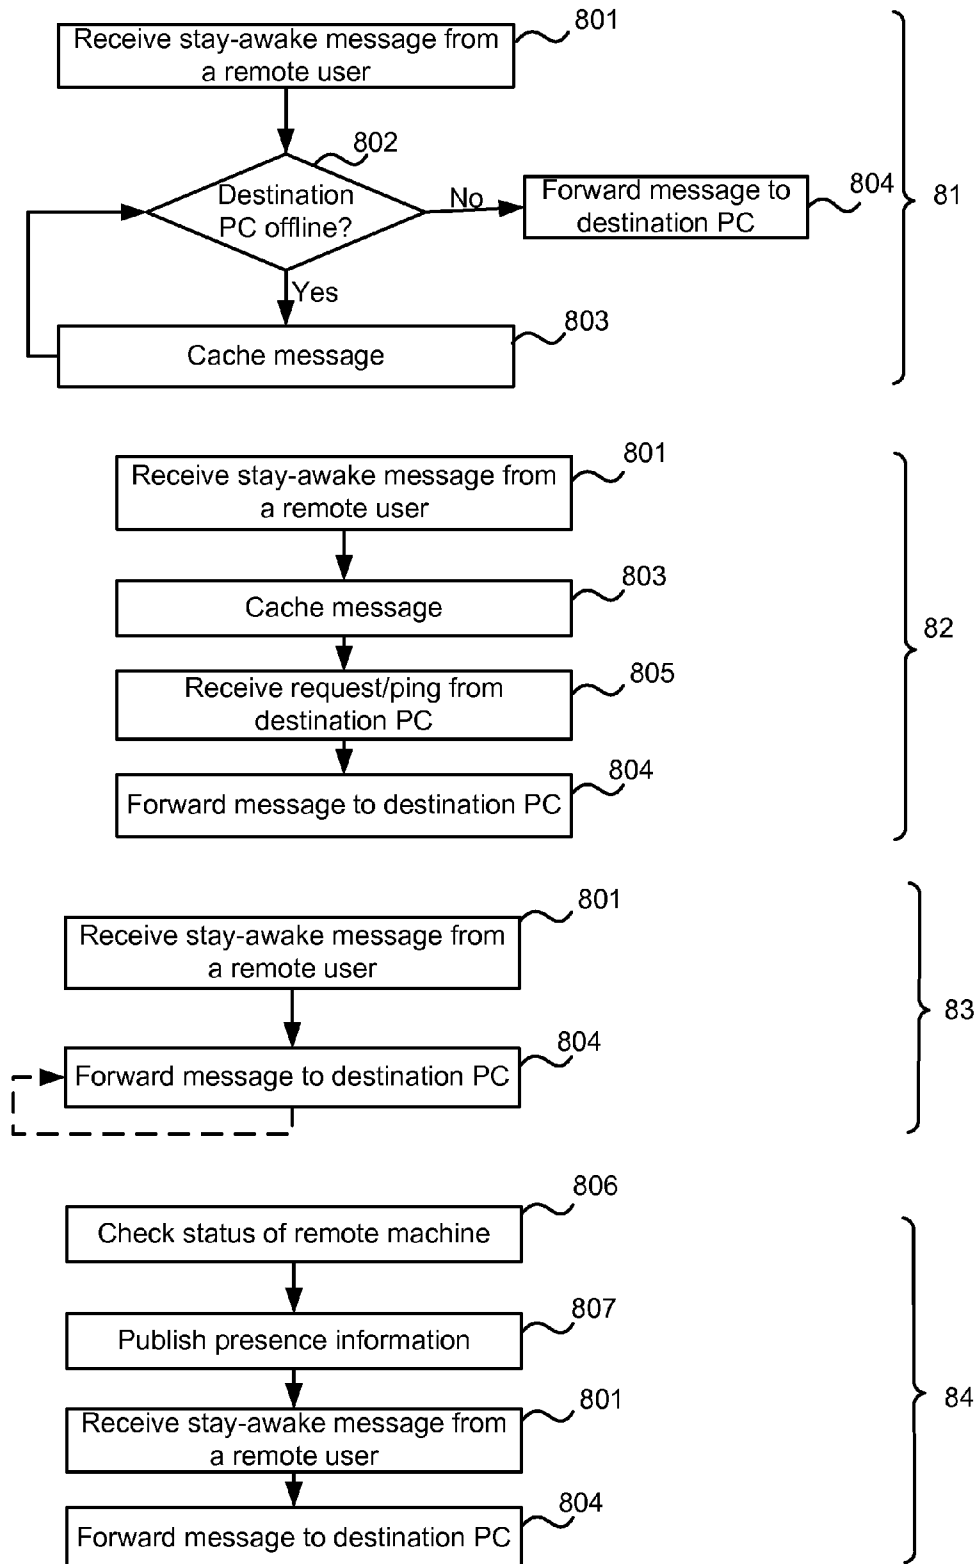 Receive stay-awake message from
a remote user
801
802
Destination
PC offline?
No
Forward message to
destination PC
804
81
Yes
803
Cache message
Receive stay-awake message from
a remote user
801
Cache message
803
82
Receive request/ping from
destination PC
805
Forward message to destination PC
804
Receive stay-awake message from
a remote user
801
83
Forward message to destination PC
804
Check status of remote machine
806
Publish presence information
807
84
Receive stay-awake message from
a remote user
801
Forward message to destination PC
804